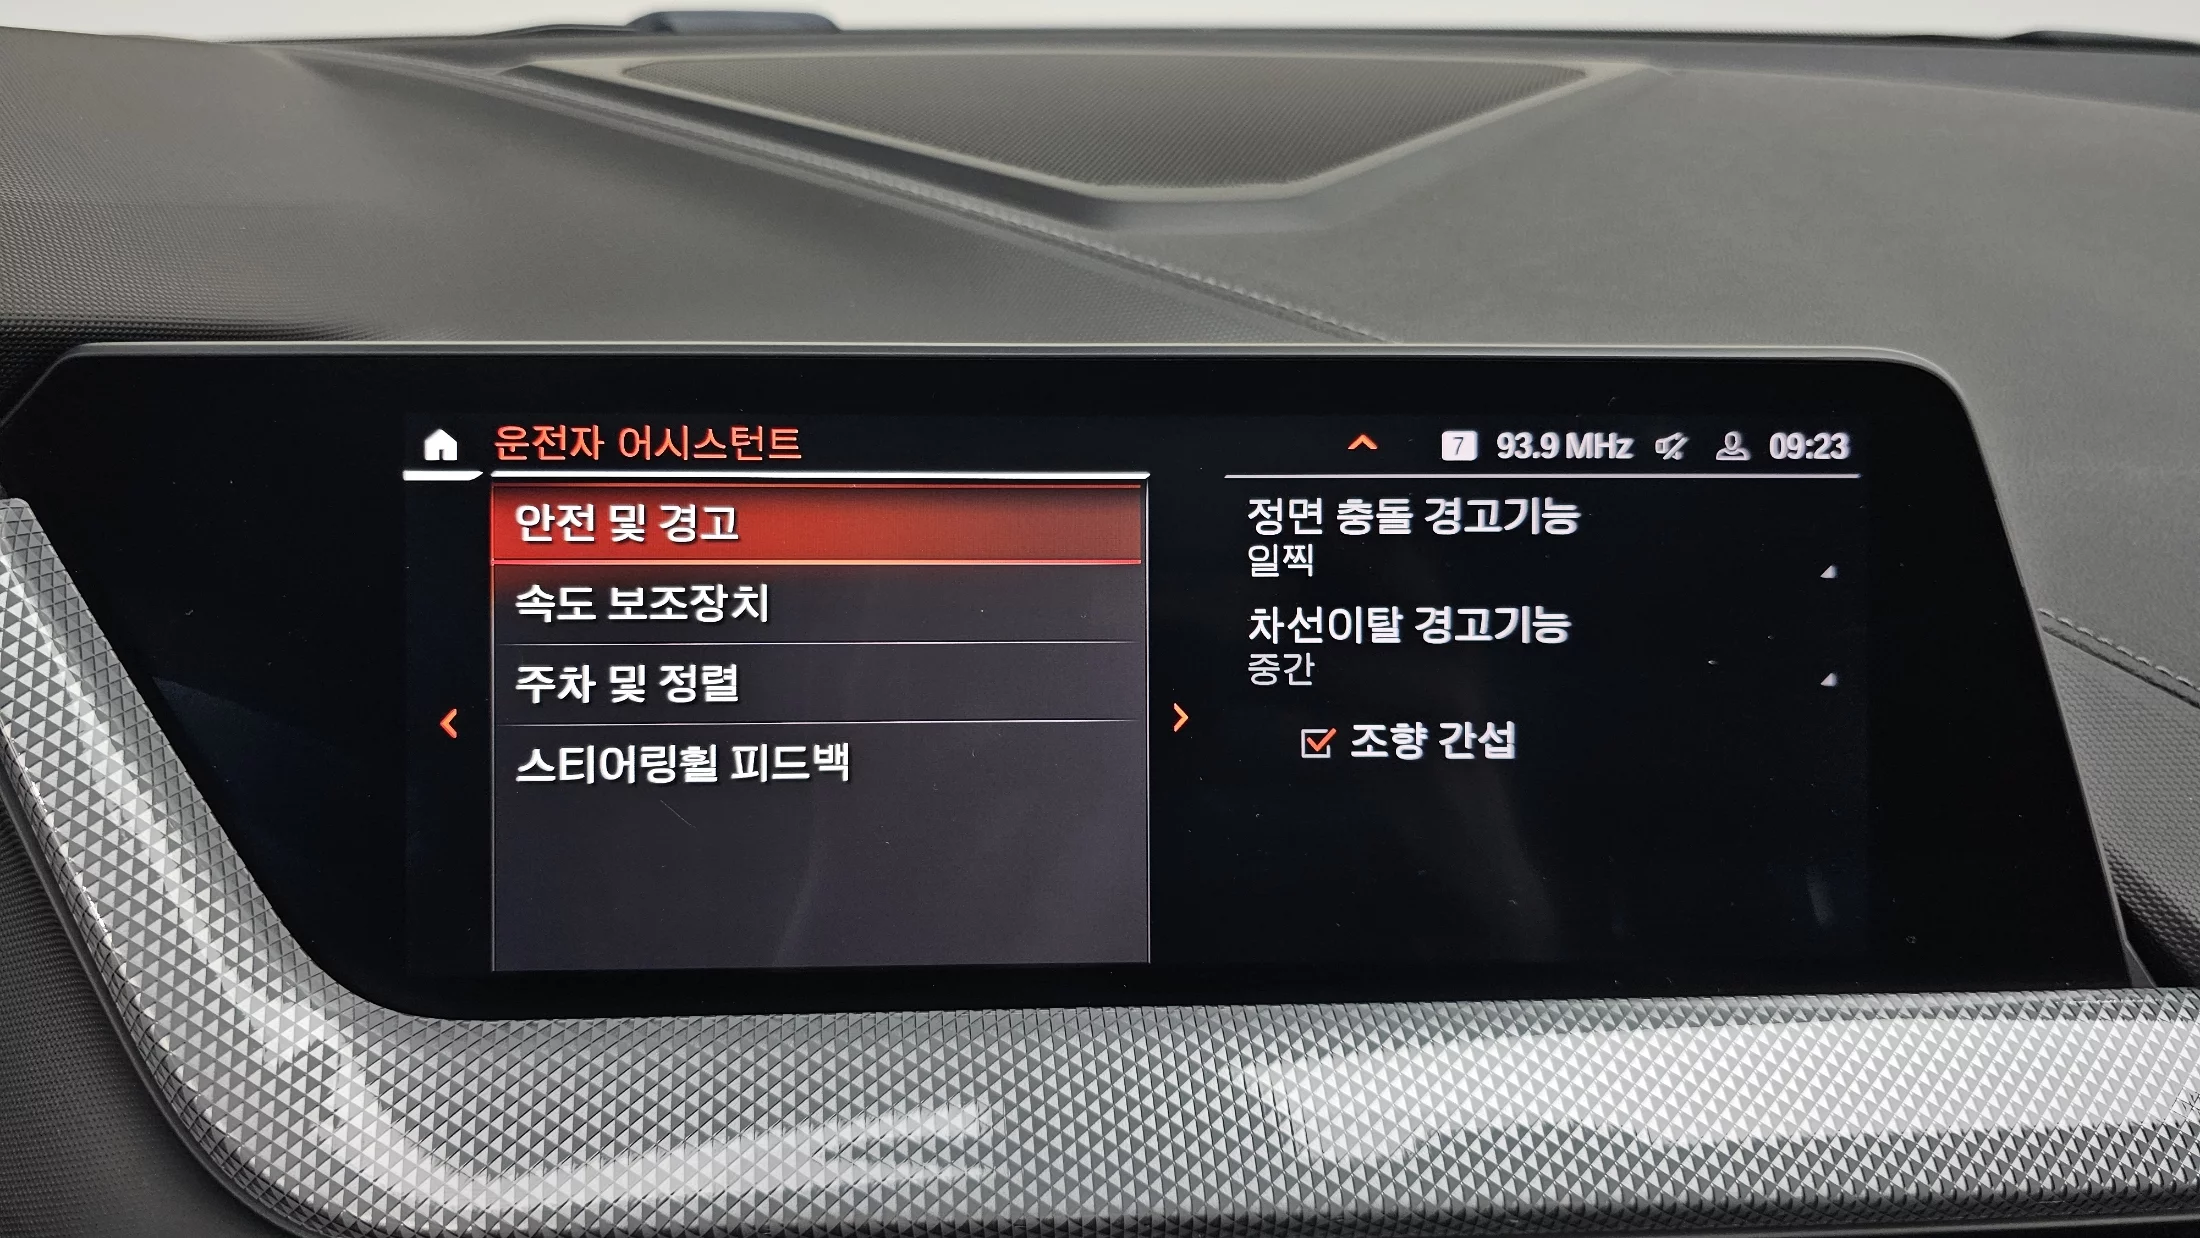 운전자 어시스턴트
7 93.9 MHz 09:23
안전 및 경고
속도 보조장치
주차 및 정렬
스티어링휠 피드백
정면 충돌 경고기능
일찍
차선이탈 경고기능
중간
조향 간섭